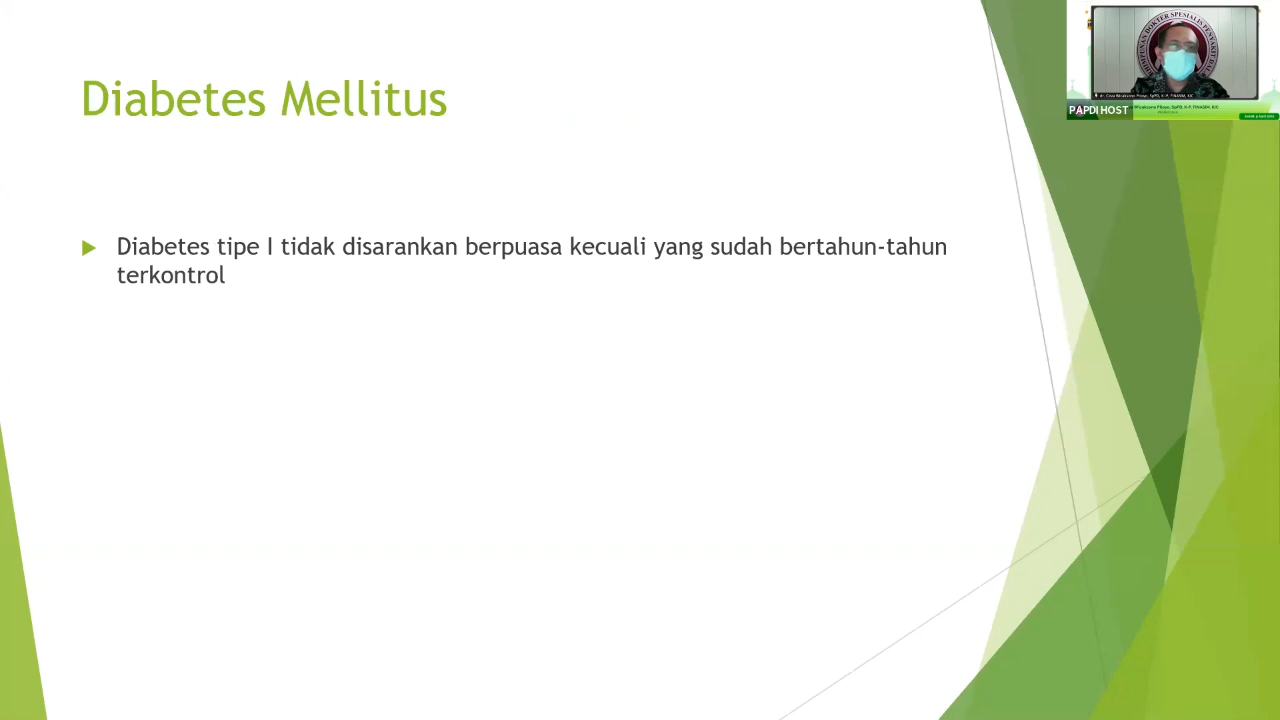 Diabetes Mellitus
Diabetes tipe I tidak disarankan berpuasa kecuali yang sudah bertahun-tahun
terkontrol
PAPDI HOST